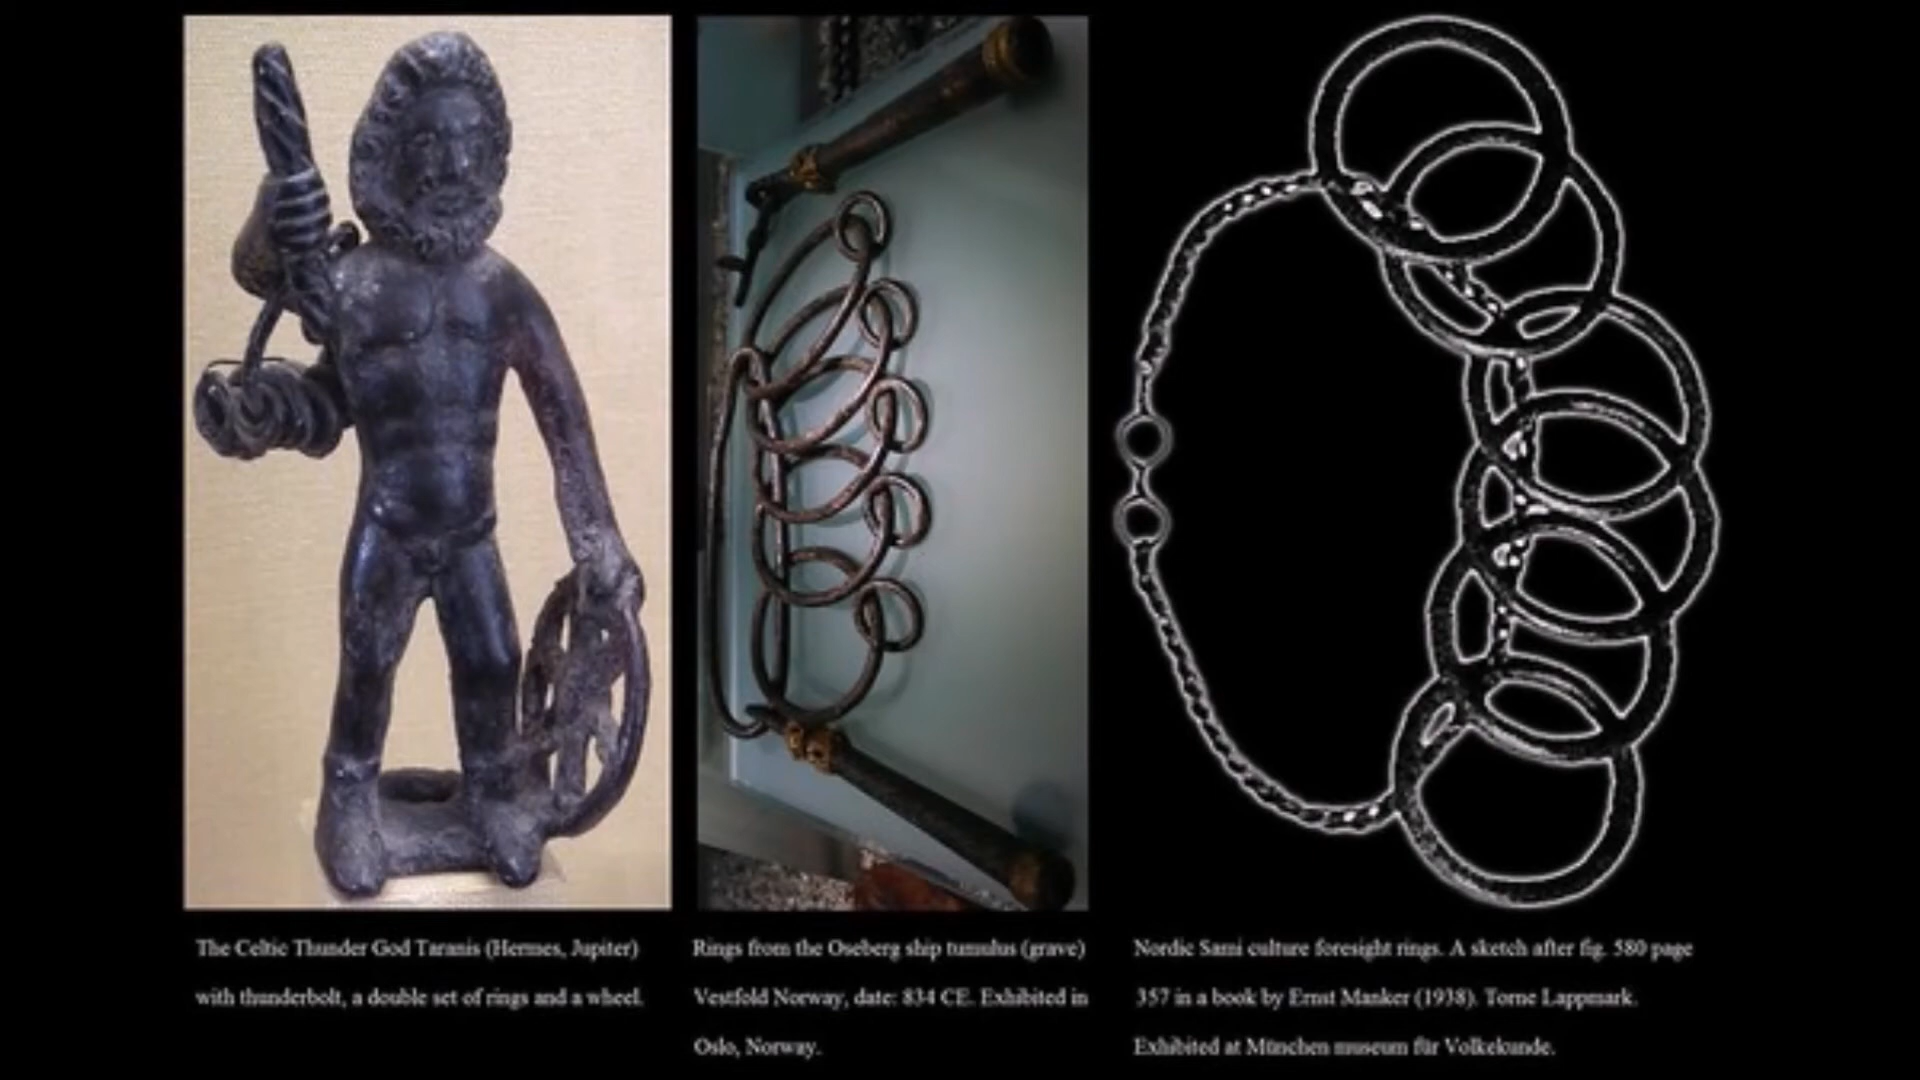 The Celtic Thunder God Taranis (Hermes, Jupiter)
with thunderbolt, a double set of rings and a wheel.
Rings from the Oseberg ship tumulus (grave)
Vestfold Norway, date: 834 CE. Exhibited in
Oslo, Norway.
Nordic Sami culture foresight rings. A sketch after fig. 580 page
357 in a book by Ernst Manker (1938). Torne Lappmark.
Exhibited at München museum für Volkekunde.